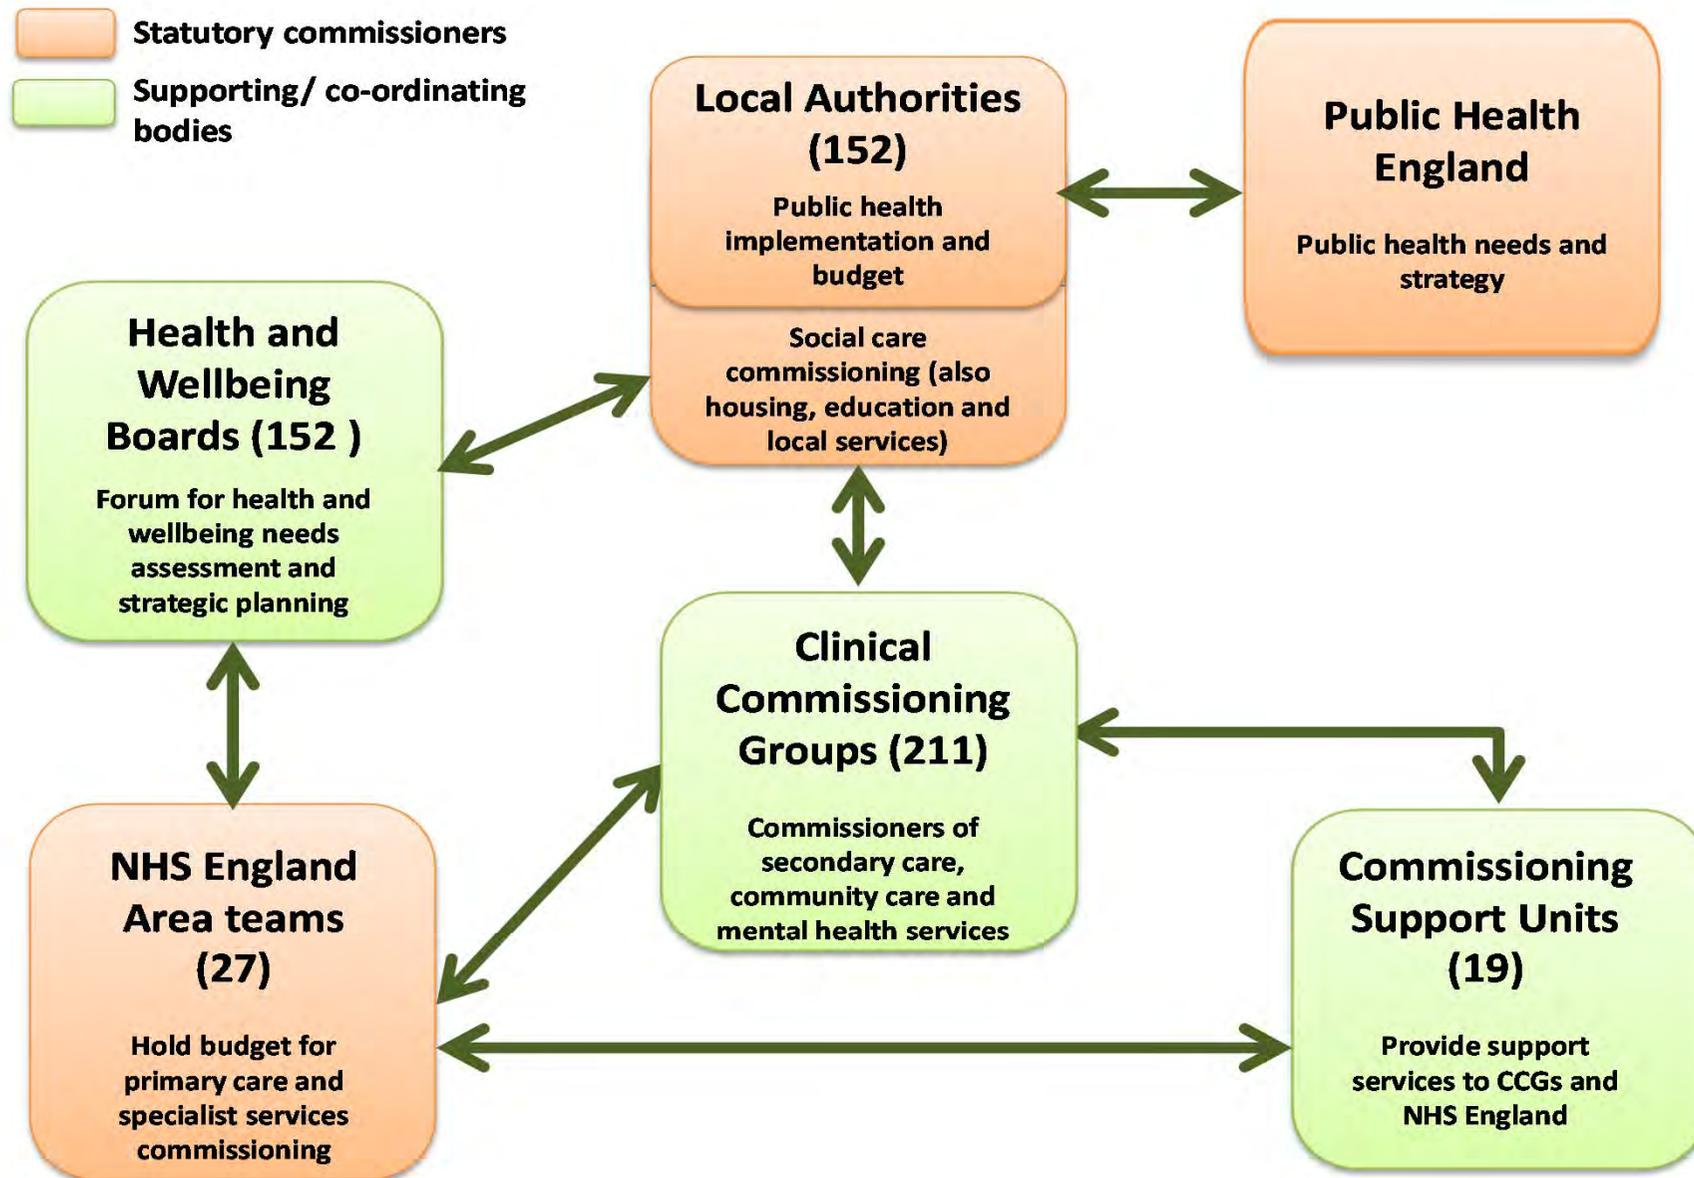 Statutory commissioners
Supporting/ co-ordinating
bodies
Local Authorities
(152)
Public health
implementation and
budget
Social care
commissioning (also
housing, education and
local services)
Public Health
England
Public health needs and
strategy
Health and
Wellbeing
Boards (152 )
Forum for health and
wellbeing needs
assessment and
strategic planning
Clinical
Commissioning
Groups (211)
Commissioners of
secondary care,
community care and
mental health services
NHS England
Area teams
(27)
Hold budget for
primary care and
specialist services
commissioning
Commissioning
Support Units
(19)
Provide support
services to CCGs and
NHS England